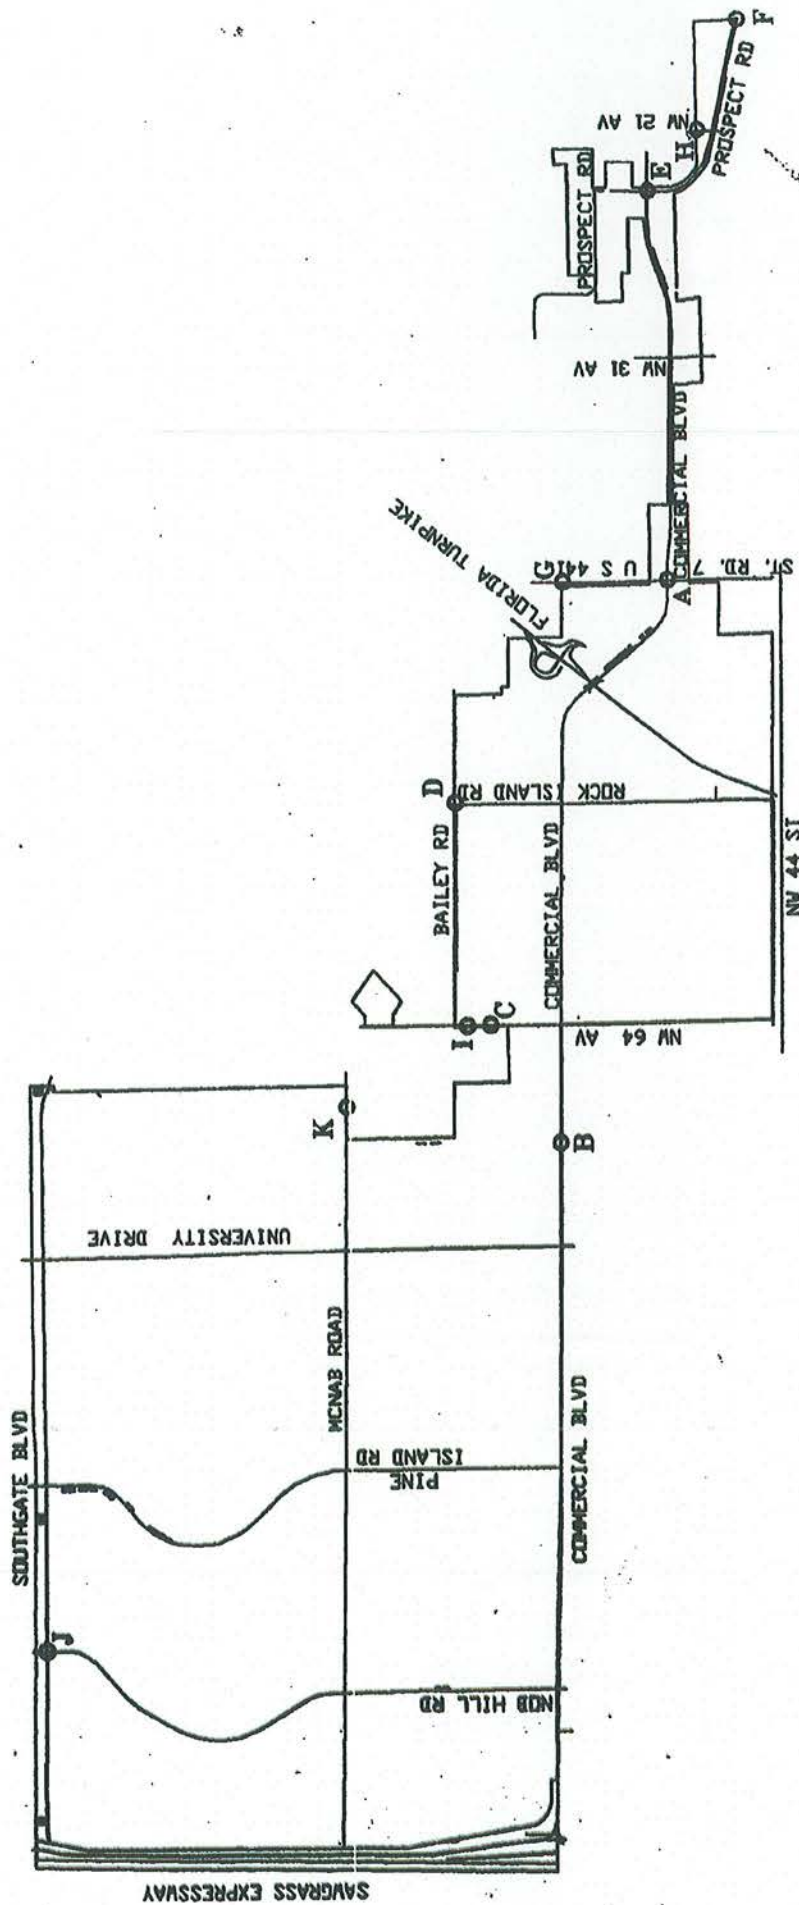 SOUTHGATE BLVD
SAWGRASS EXPRESSWAY
J
NOB HILL RD
PINE
ISLAND RD
MCNAB ROAD
UNIVERSITY DRIVE
K
COMMERCIAL BLVD
B
I
C
NW 64 AV
BAILEY RD
D
COMMERCIAL BLVD
ROCK ISLAND RD
NW 44 ST
FLORIDA TURNPIKE
G
U S 441
ST. RD. 7
A
COMMERCIAL BLVD
NW 31 AV
PROSPECT RD
E
NW 21 AV
H
PROSPECT RD
F